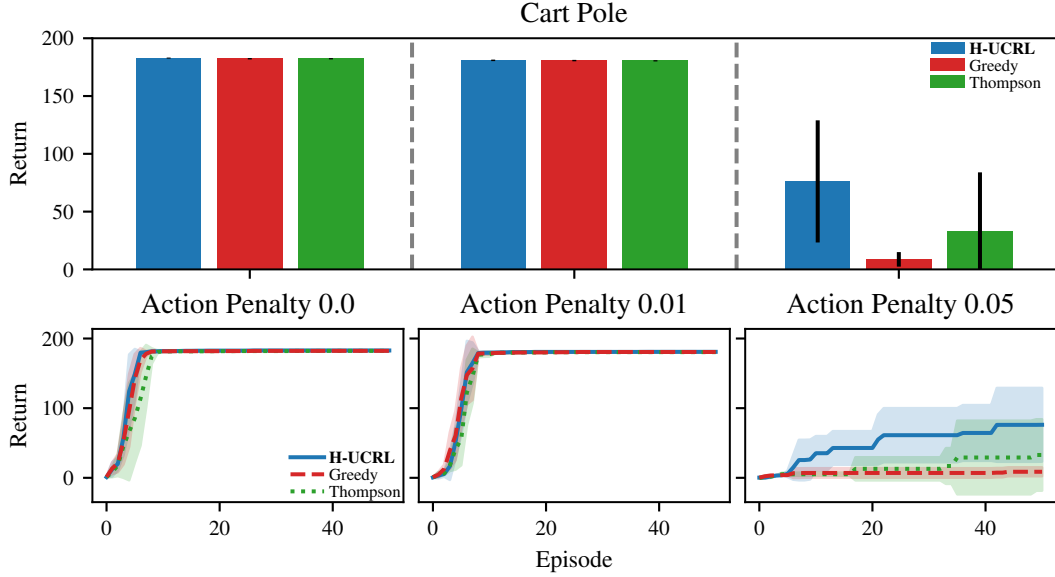 Cart Pole
200
150
100
50
0
Return
H-UCRL
Greedy
Thompson
Action Penalty 0.0
Action Penalty 0.01
Action Penalty 0.05
200
100
0
Return
H-UCRL
Greedy
Thompson
0 20 40
0 20 40
0 20 40
Episode